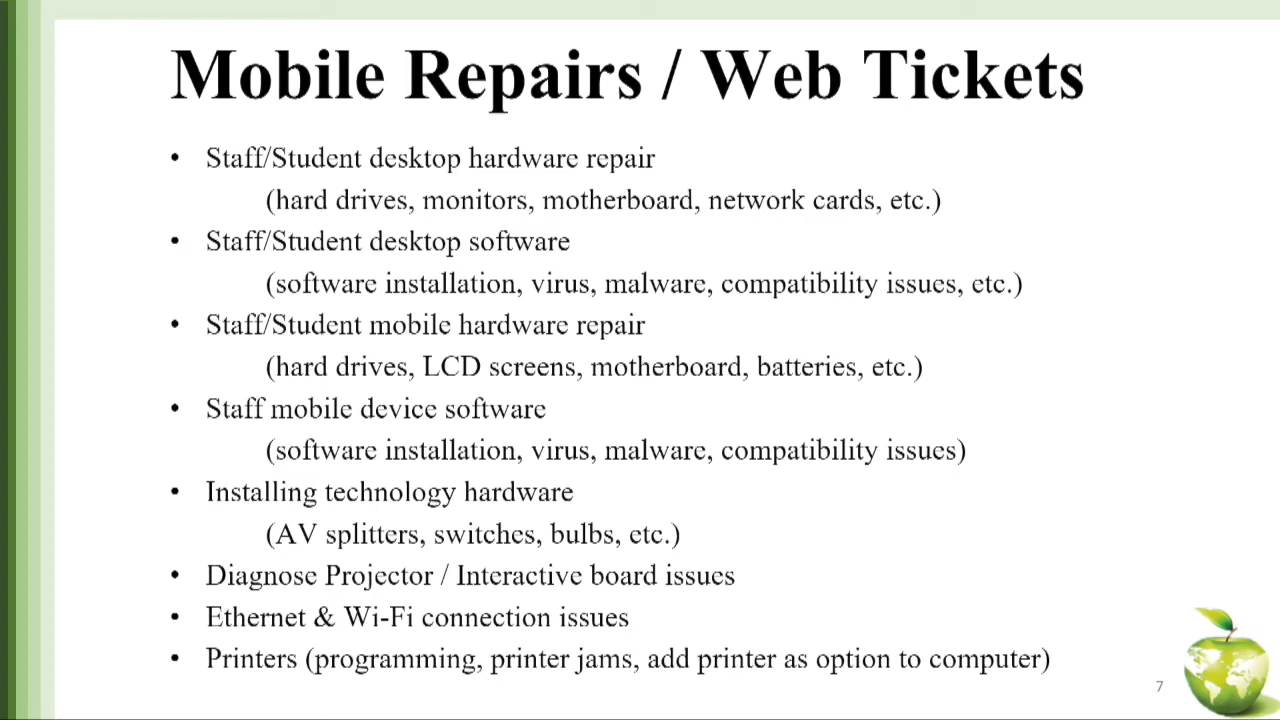 Mobile Repairs / Web Tickets
• Staff/Student desktop hardware repair
(hard drives, monitors, motherboard, network cards, etc.)
• Staff/Student desktop software
(software installation, virus, malware, compatibility issues, etc.)
• Staff/Student mobile hardware repair
(hard drives, LCD screens, motherboard, batteries, etc.)
• Staff mobile device software
(software installation, virus, malware, compatibility issues)
• Installing technology hardware
(AV splitters, switches, bulbs, etc.)
• Diagnose Projector / Interactive board issues
• Ethernet & Wi-Fi connection issues
• Printers (programming, printer jams, add printer as option to computer)
7